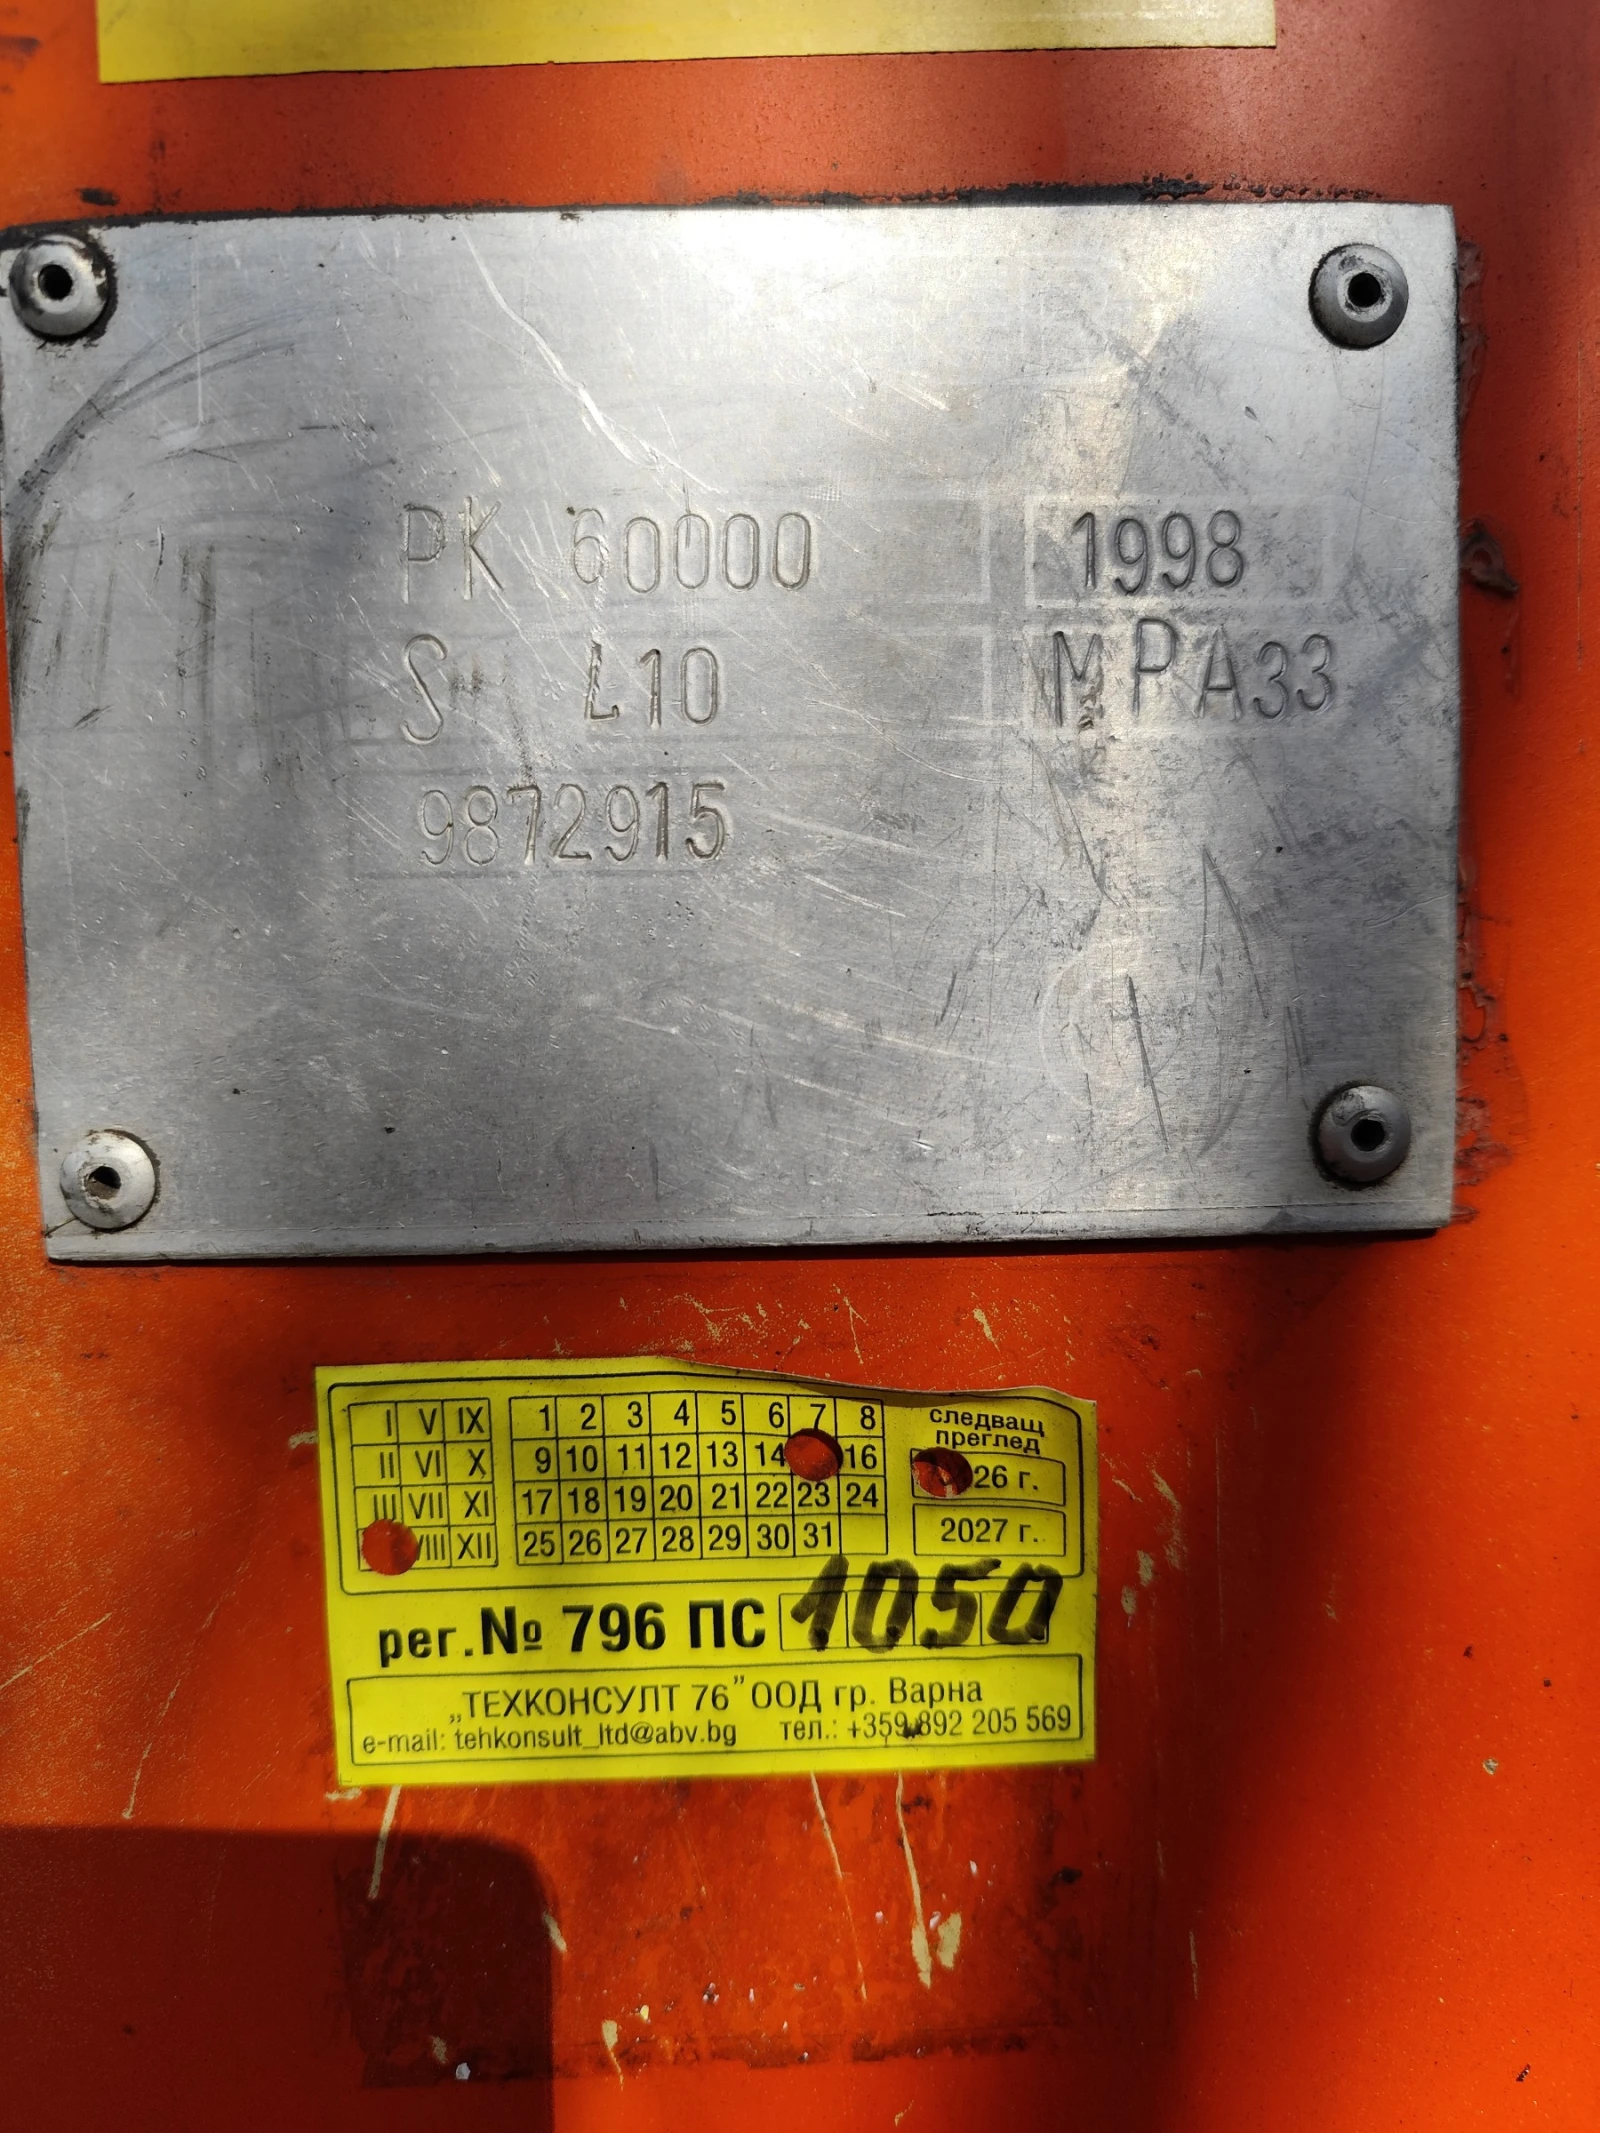 PK 60000 1998
S L10 MPA33
9872915
I V IX 1 2 3 4 5 6 7 8 следващ преглед
II VI X 9 10 11 12 13 14 16 26 г.
III VII XI 17 18 19 20 21 22 23 24
VIII XII 25 26 27 28 29 30 31 2027 г.
рег.№ 796 ПС 1050
„ТЕХКОНСУЛТ 76" ООД гр. Варна
e-mail: tehkonsult_ltd@abv.bg тел.: +359 892 205 569